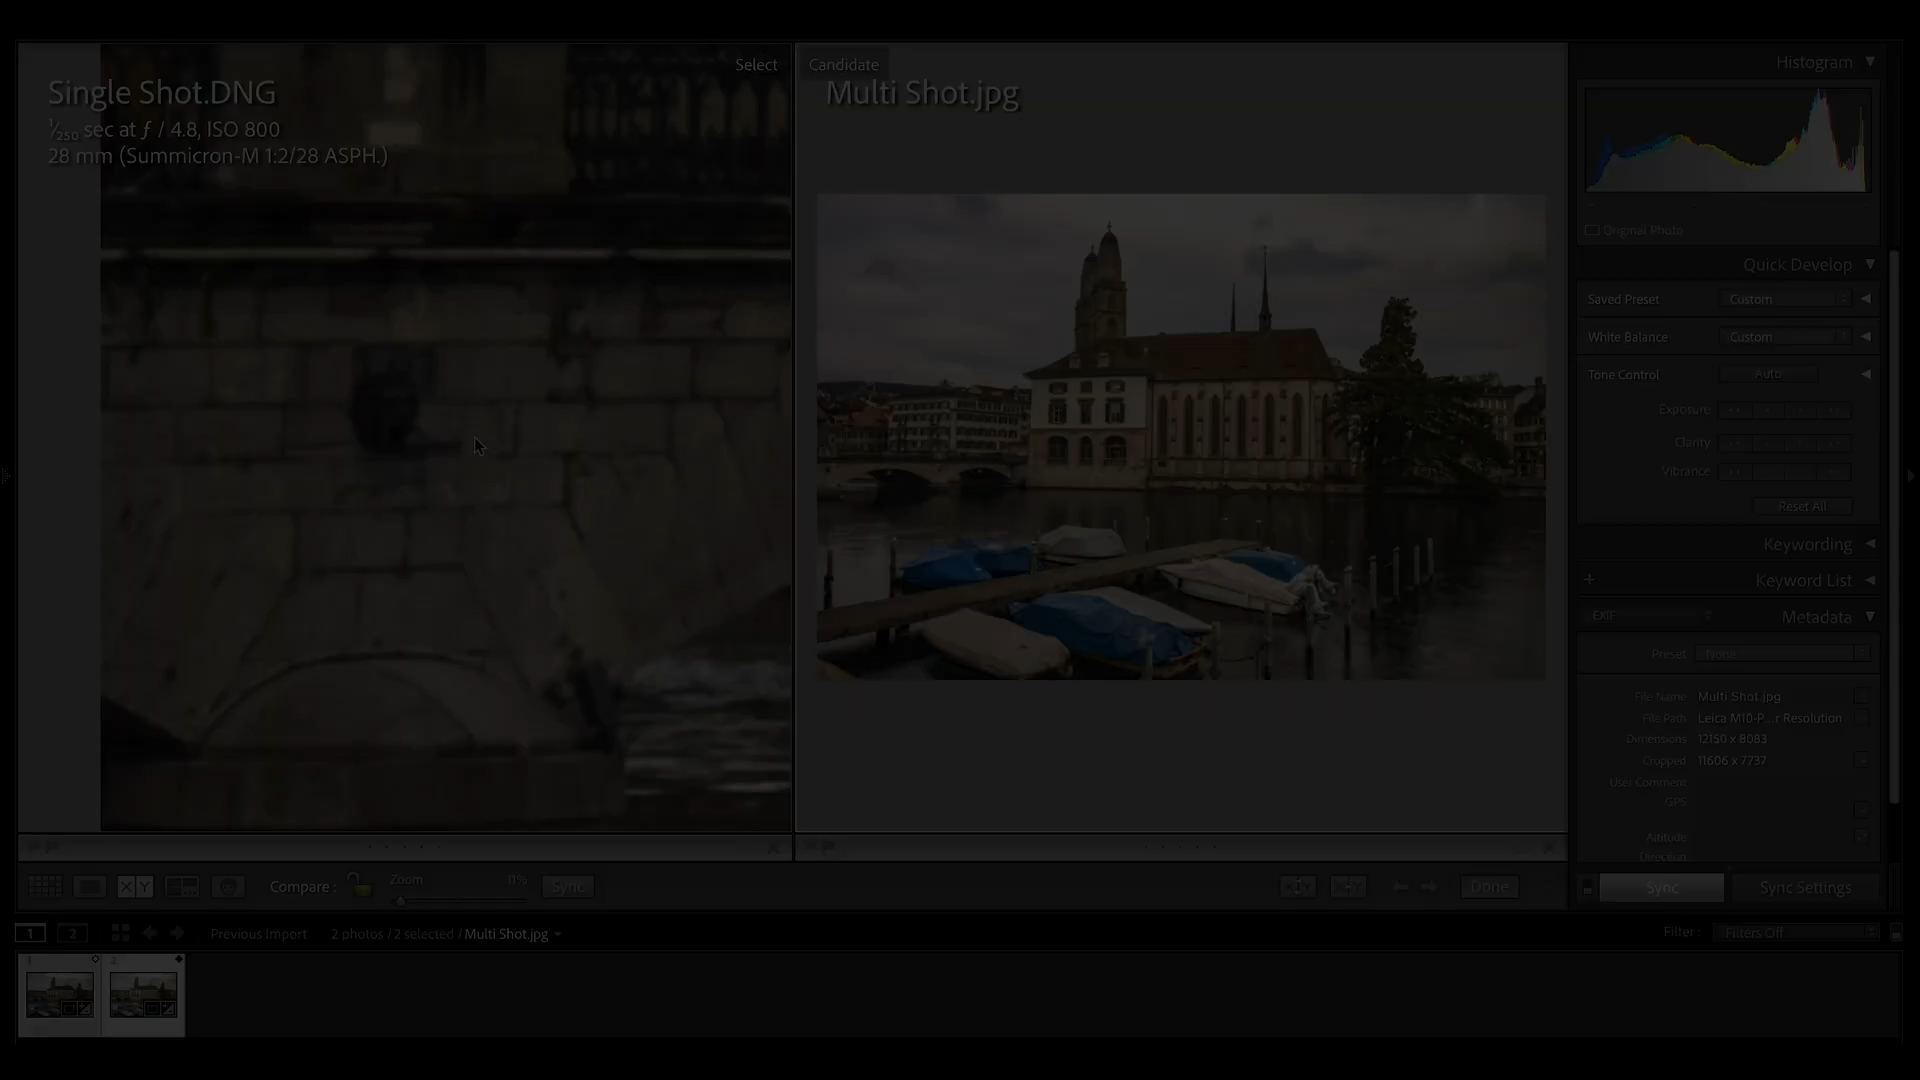 Select
Candidate
Single Shot.DNG
1/250 sec at ƒ / 4.8, ISO 800
28 mm (Summicron-M 1:2/28 ASPH.)
Multi Shot.jpg
Histogram
Original Photo
Quick Develop
Saved Preset Custom
White Balance Custom
Tone Control Auto
Exposure
Clarity
Vibrance
Reset All
Keywording
+ Keyword List
EXIF Metadata
Preset None
File Name Multi Shot.jpg
File Path Leica M10-P...r Resolution
Dimensions 12150 x 8083
Cropped 11606 x 7737
User Comment
GPS
Altitude
Direction
XY Compare : Zoom 11% Sync
Done
Sync Sync Settings
1 2 Previous Import 2 photos / 2 selected / Multi Shot.jpg
Filter : Filters Off